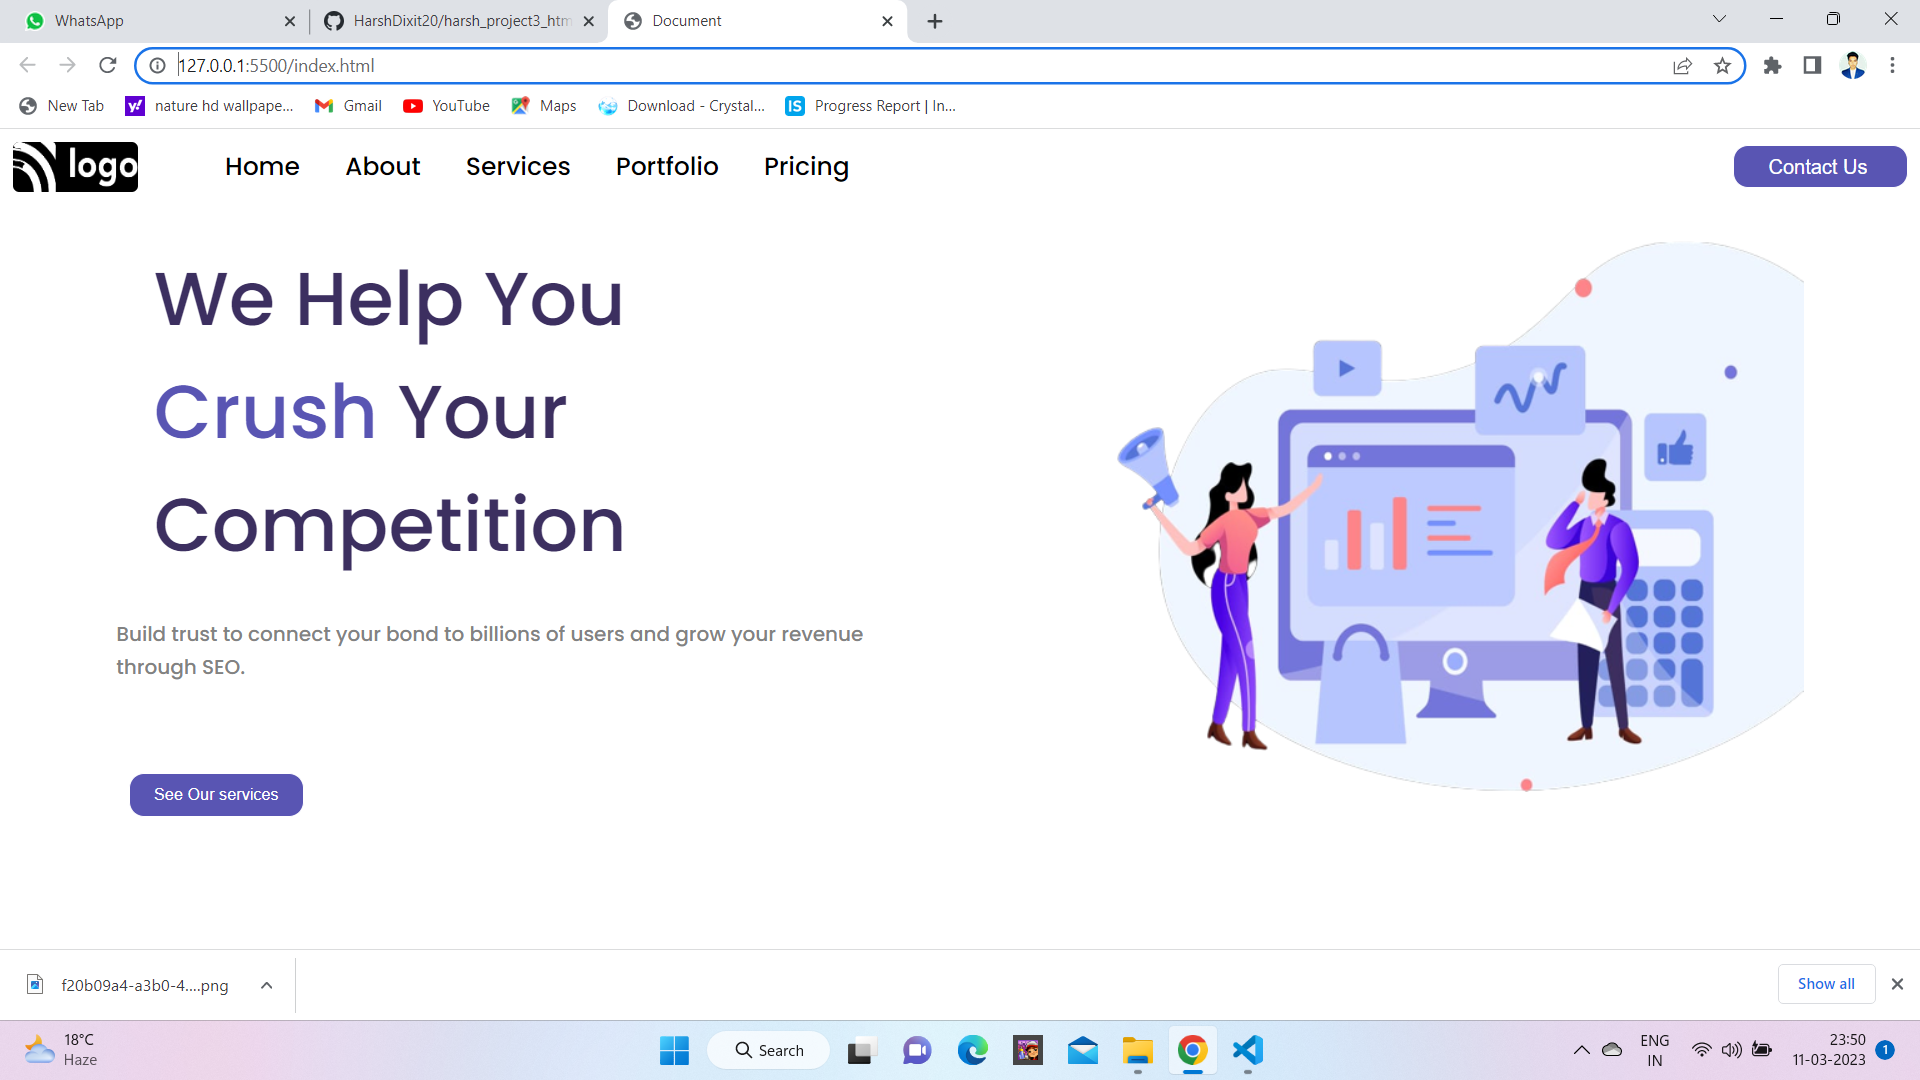 WhatsApp
HarshDixit20/harsh_project3_htm
Document
127.0.0.1:5500/index.html
New Tab
nature hd wallpape...
Gmail
YouTube
Maps
Download - Crystal...
Progress Report | In...
logo
Home
About
Services
Portfolio
Pricing
Contact Us
We Help You
Crush Your
Competition
Build trust to connect your bond to billions of users and grow your revenue
through SEO.
See Our services
f20b09a4-a3b0-4....png
Show all
18°C
Haze
Search
ENG
IN
23:50
11-03-2023
1